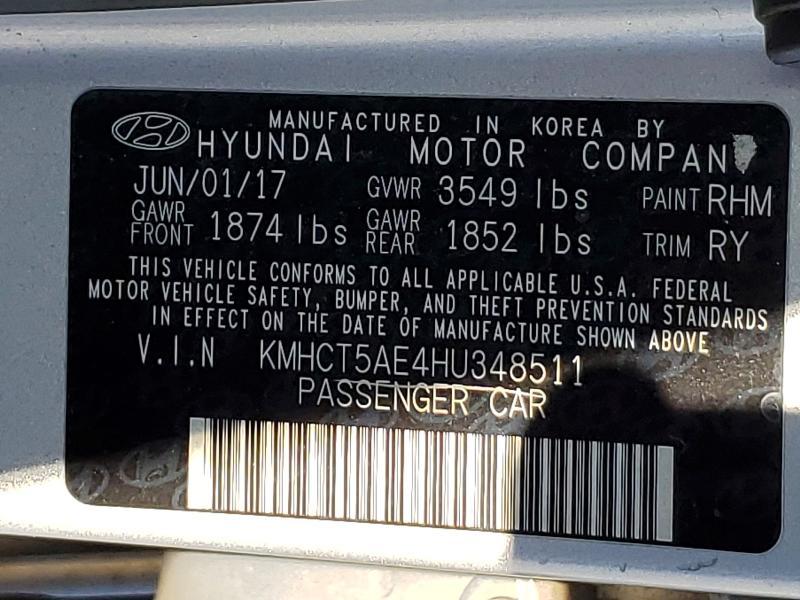 MANUFACTURED IN KOREA BY
HYUNDAI MOTOR COMPANY
JUN/01/17 GVWR 3549 lbs PAINT RHM
GAWR FRONT 1874 lbs GAWR REAR 1852 lbs TRIM RY
THIS VEHICLE CONFORMS TO ALL APPLICABLE U.S.A. FEDERAL
MOTOR VEHICLE SAFETY, BUMPER, AND THEFT PREVENTION STANDARDS
IN EFFECT ON THE DATE OF MANUFACTURE SHOWN ABOVE
V.I.N KMHCT5AE4HU348511
PASSENGER CAR